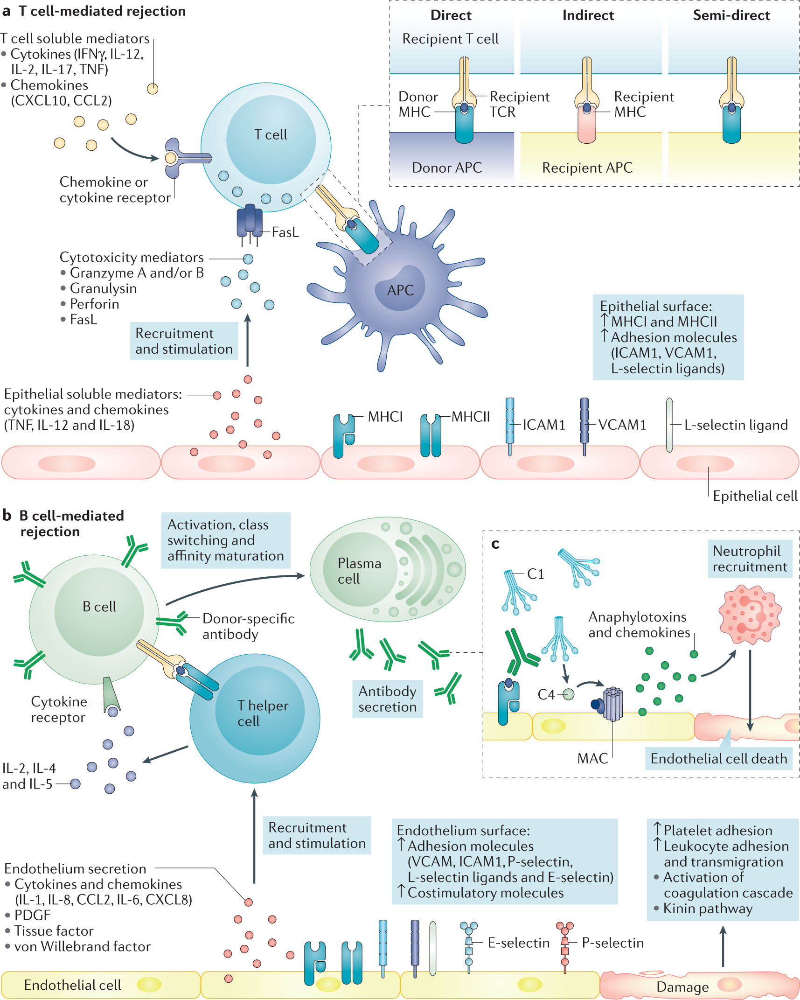 a T cell-mediated rejection
T cell soluble mediators
• Cytokines (IFNγ, IL-12,
IL-2, IL-17, TNF)
• Chemokines
(CXCL10, CCL2)
Chemokine or
cytokine receptor
T cell
FasL
Cytotoxicity mediators
• Granzyme A and/or B
• Granulysin
• Perforin
• FasL
Recruitment
and stimulation
APC
Direct
Indirect
Semi-direct
Recipient T cell
Donor
MHC
Recipient
TCR
Recipient
MHC
Donor APC
Recipient APC
Epithelial surface:
↑ MHCI and MHCII
↑ Adhesion molecules
(ICAM1, VCAM1,
L-selectin ligands)
Epithelial soluble mediators:
cytokines and chemokines
(TNF, IL-12 and IL-18)
MHCI
MHCII
ICAM1
VCAM1
L-selectin ligand
Epithelial cell
b B cell-mediated
rejection
Activation, class
switching and
affinity maturation
Plasma
cell
B cell
Donor-specific
antibody
Cytokine
receptor
T helper
cell
IL-2, IL-4
and IL-5
Antibody
secretion
c
C1
Neutrophil
recruitment
Anaphylotoxins
and chemokines
C4
MAC
Endothelial cell death
Recruitment
and stimulation
Endothelium surface:
↑ Adhesion molecules
(VCAM, ICAM1, P-selectin,
L-selectin ligands and E-selectin)
↑ Costimulatory molecules
↑ Platelet adhesion
↑ Leukocyte adhesion
and transmigration
• Activation of
coagulation cascade
• Kinin pathway
Endothelium secretion
• Cytokines and chemokines
(IL-1, IL-8, CCL2, IL-6, CXCL8)
• PDGF
• Tissue factor
• von Willebrand factor
E-selectin
P-selectin
Endothelial cell
Damage